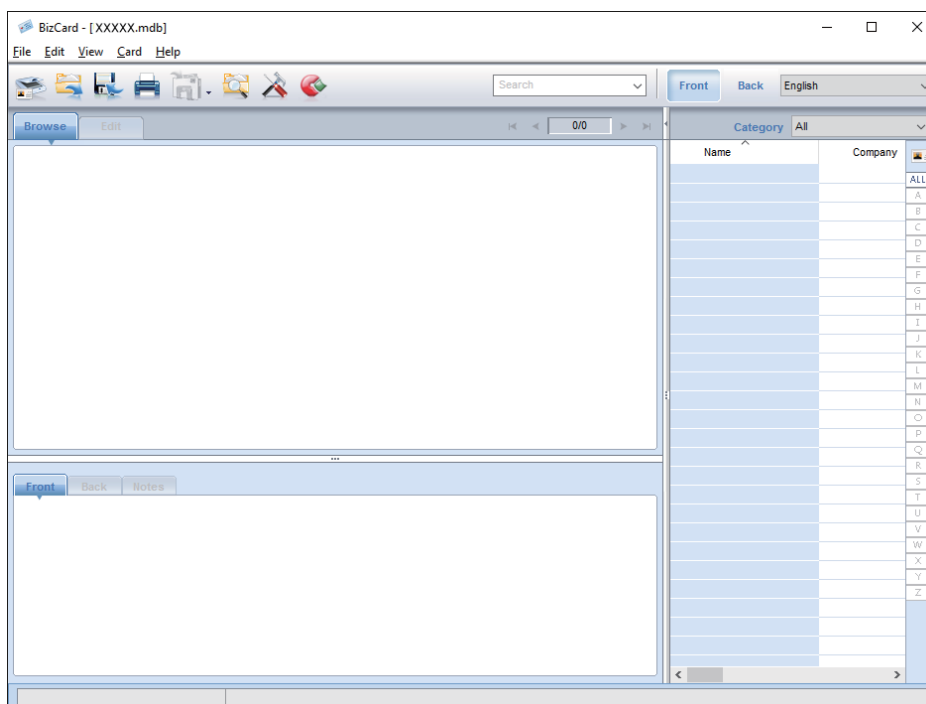 BizCard - [XXXXX.mdb]
File Edit View Card Help
Search Front Back English
Browse Edit 0/0 Category All
Name Company
ALL
A
B
C
D
E
F
G
H
I
J
K
L
M
N
O
P
Q
R
S
T
U
V
W
X
Y
Z
Front Back Notes